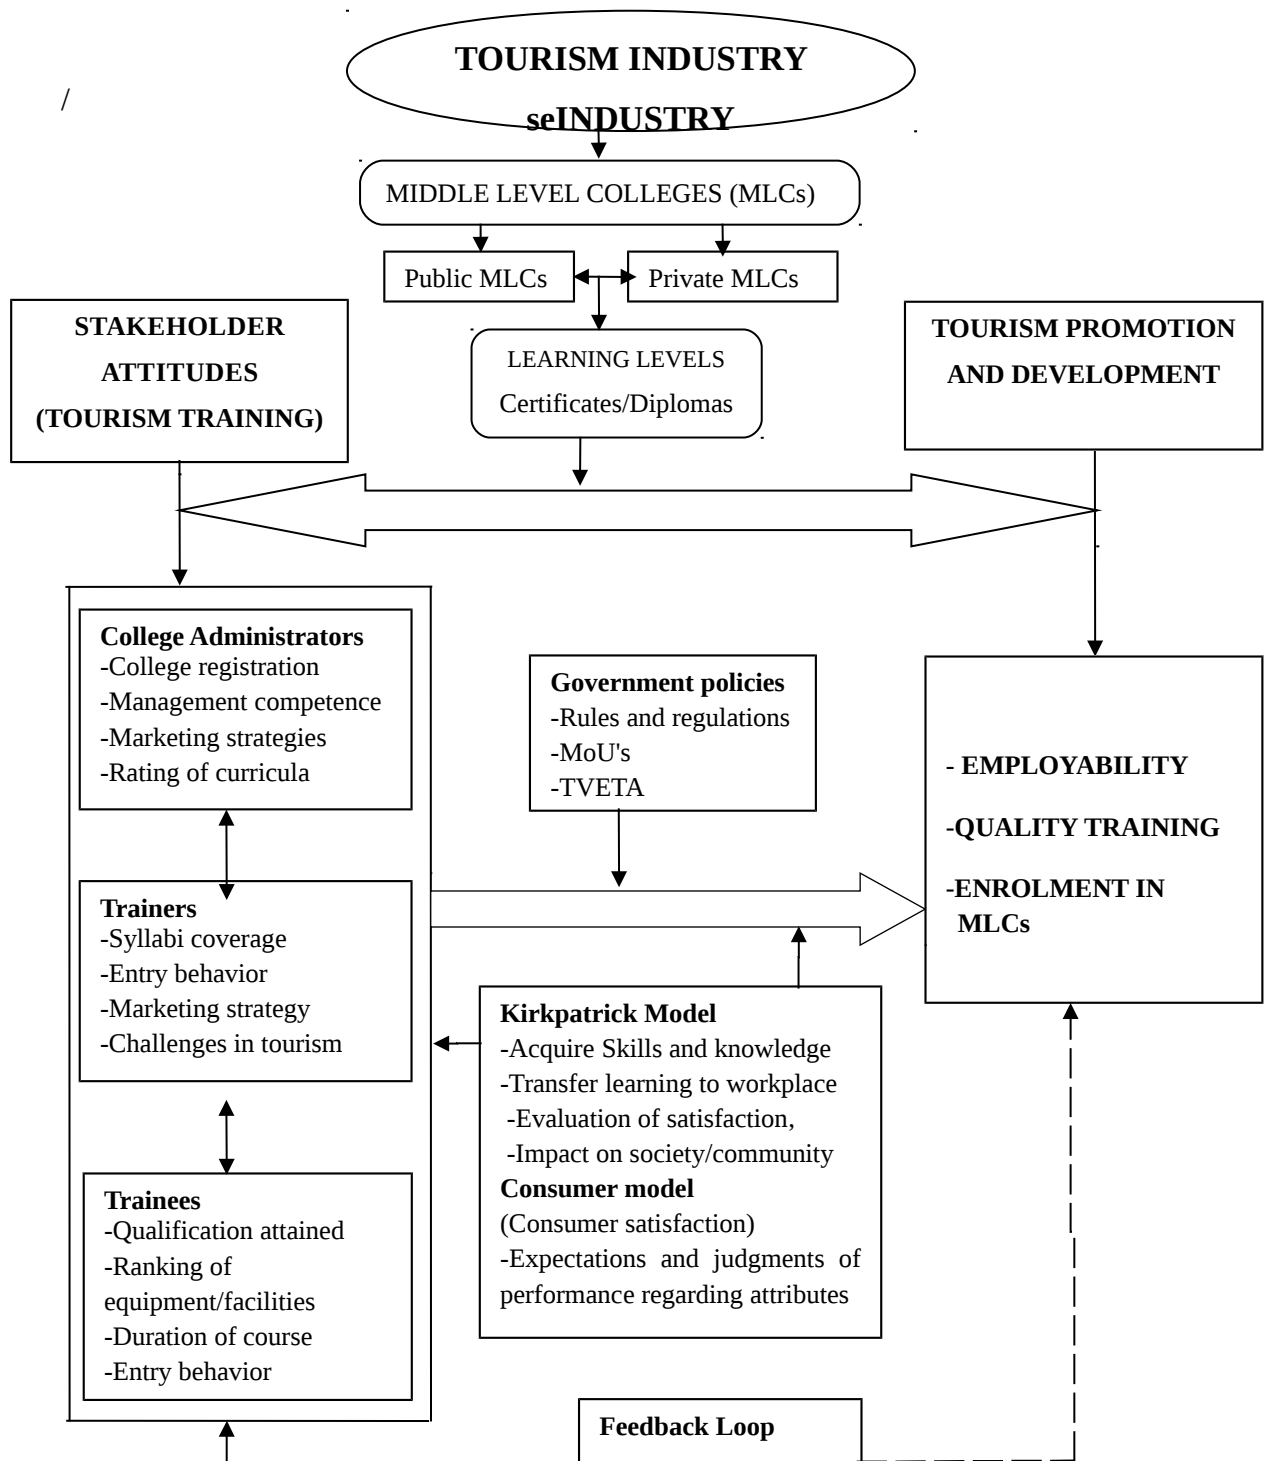 TOURISM INDUSTRY
seINDUSTRY
/
MIDDLE LEVEL COLLEGES (MLCs)
Public MLCs
Private MLCs
STAKEHOLDER
ATTITUDES
(TOURISM TRAINING)
LEARNING LEVELS
Certificates/Diplomas
TOURISM PROMOTION
AND DEVELOPMENT
College Administrators
-College registration
-Management competence
-Marketing strategies
-Rating of curricula
Government policies
-Rules and regulations
-MoU's
-TVETA
- EMPLOYABILITY
-QUALITY TRAINING
-ENROLMENT IN
MLCs
Trainers
-Syllabi coverage
-Entry behavior
-Marketing strategy
-Challenges in tourism
Kirkpatrick Model
-Acquire Skills and knowledge
-Transfer learning to workplace
-Evaluation of satisfaction,
-Impact on society/community
Consumer model
(Consumer satisfaction)
-Expectations and judgments of
performance regarding attributes
Trainees
-Qualification attained
-Ranking of
equipment/facilities
-Duration of course
-Entry behavior
Feedback Loop